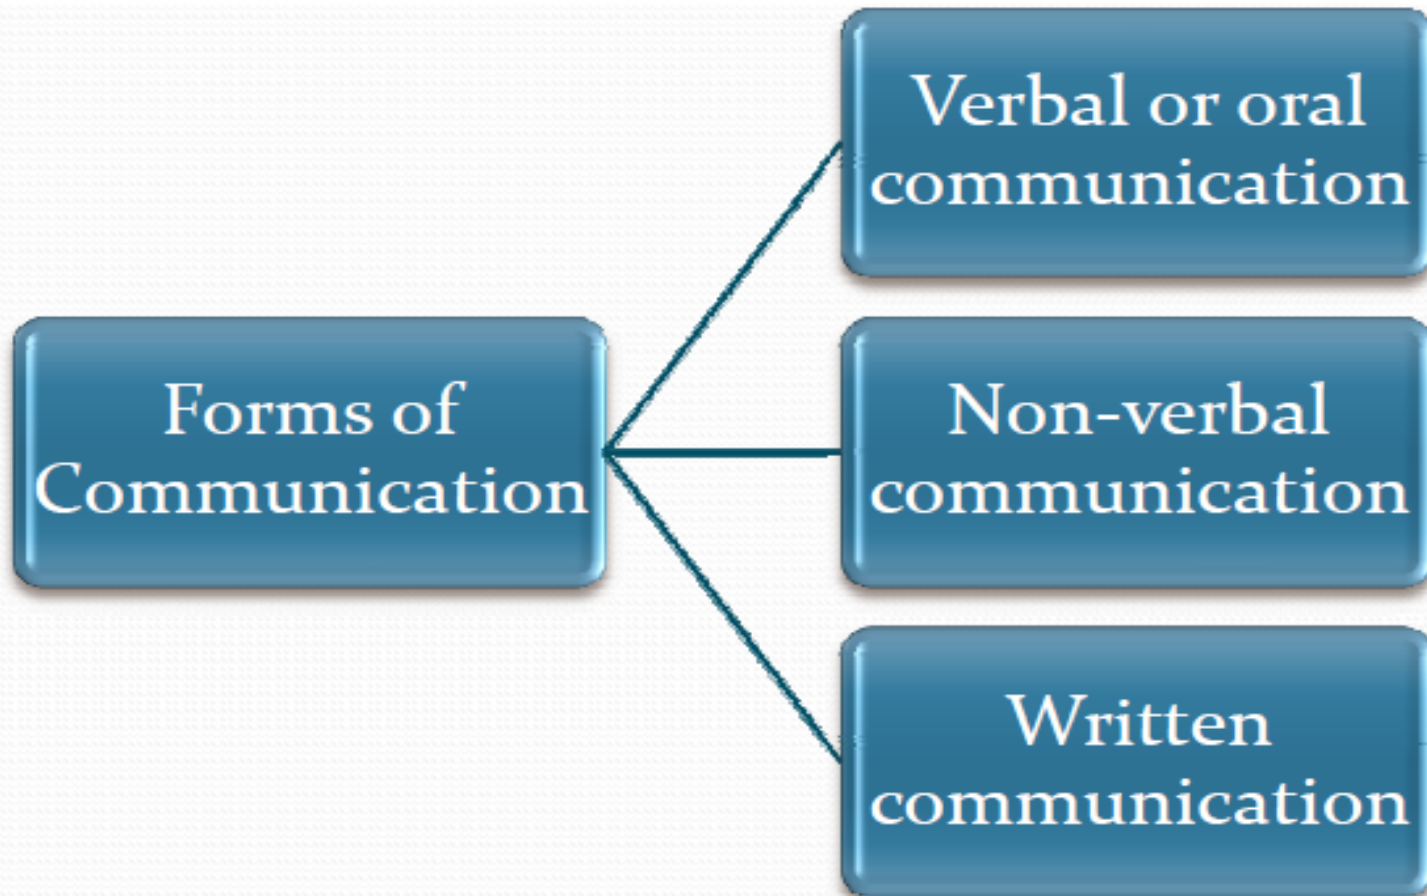 Forms of
Communication
Verbal or oral
communication
Non-verbal
communication
Written
communication